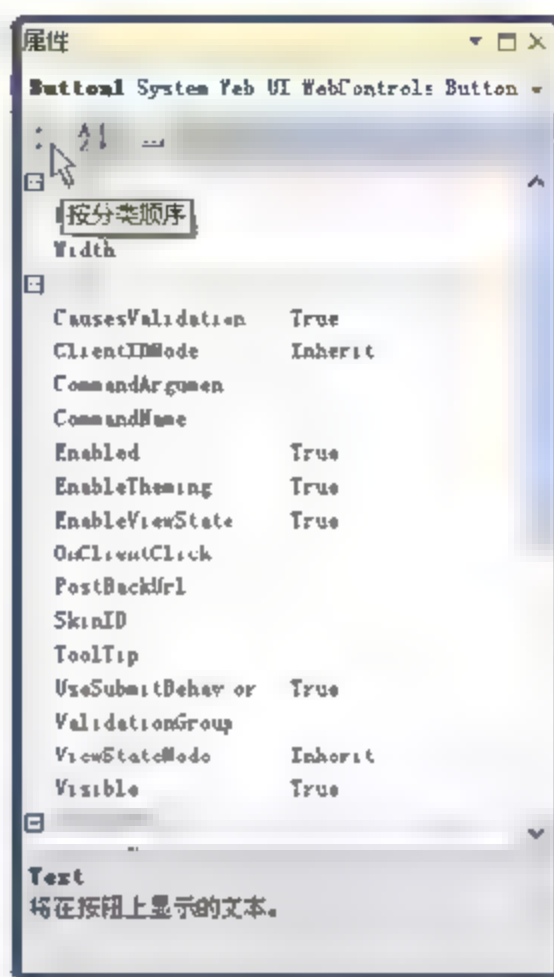 属性
Button1 System.Web.UI.WebControls.Button
按分类顺序
Width
CausesValidation True
ClientIDMode Inherit
CommandArgumen
CommandName
Enabled True
EnableTheming True
EnableViewState True
OnClientClick
PostBackUrl
SkinID
ToolTip
UseSubmitBehavior True
ValidationGroup
ViewStateMode Inherit
Visible True
Text
将在按钮上显示的文本。